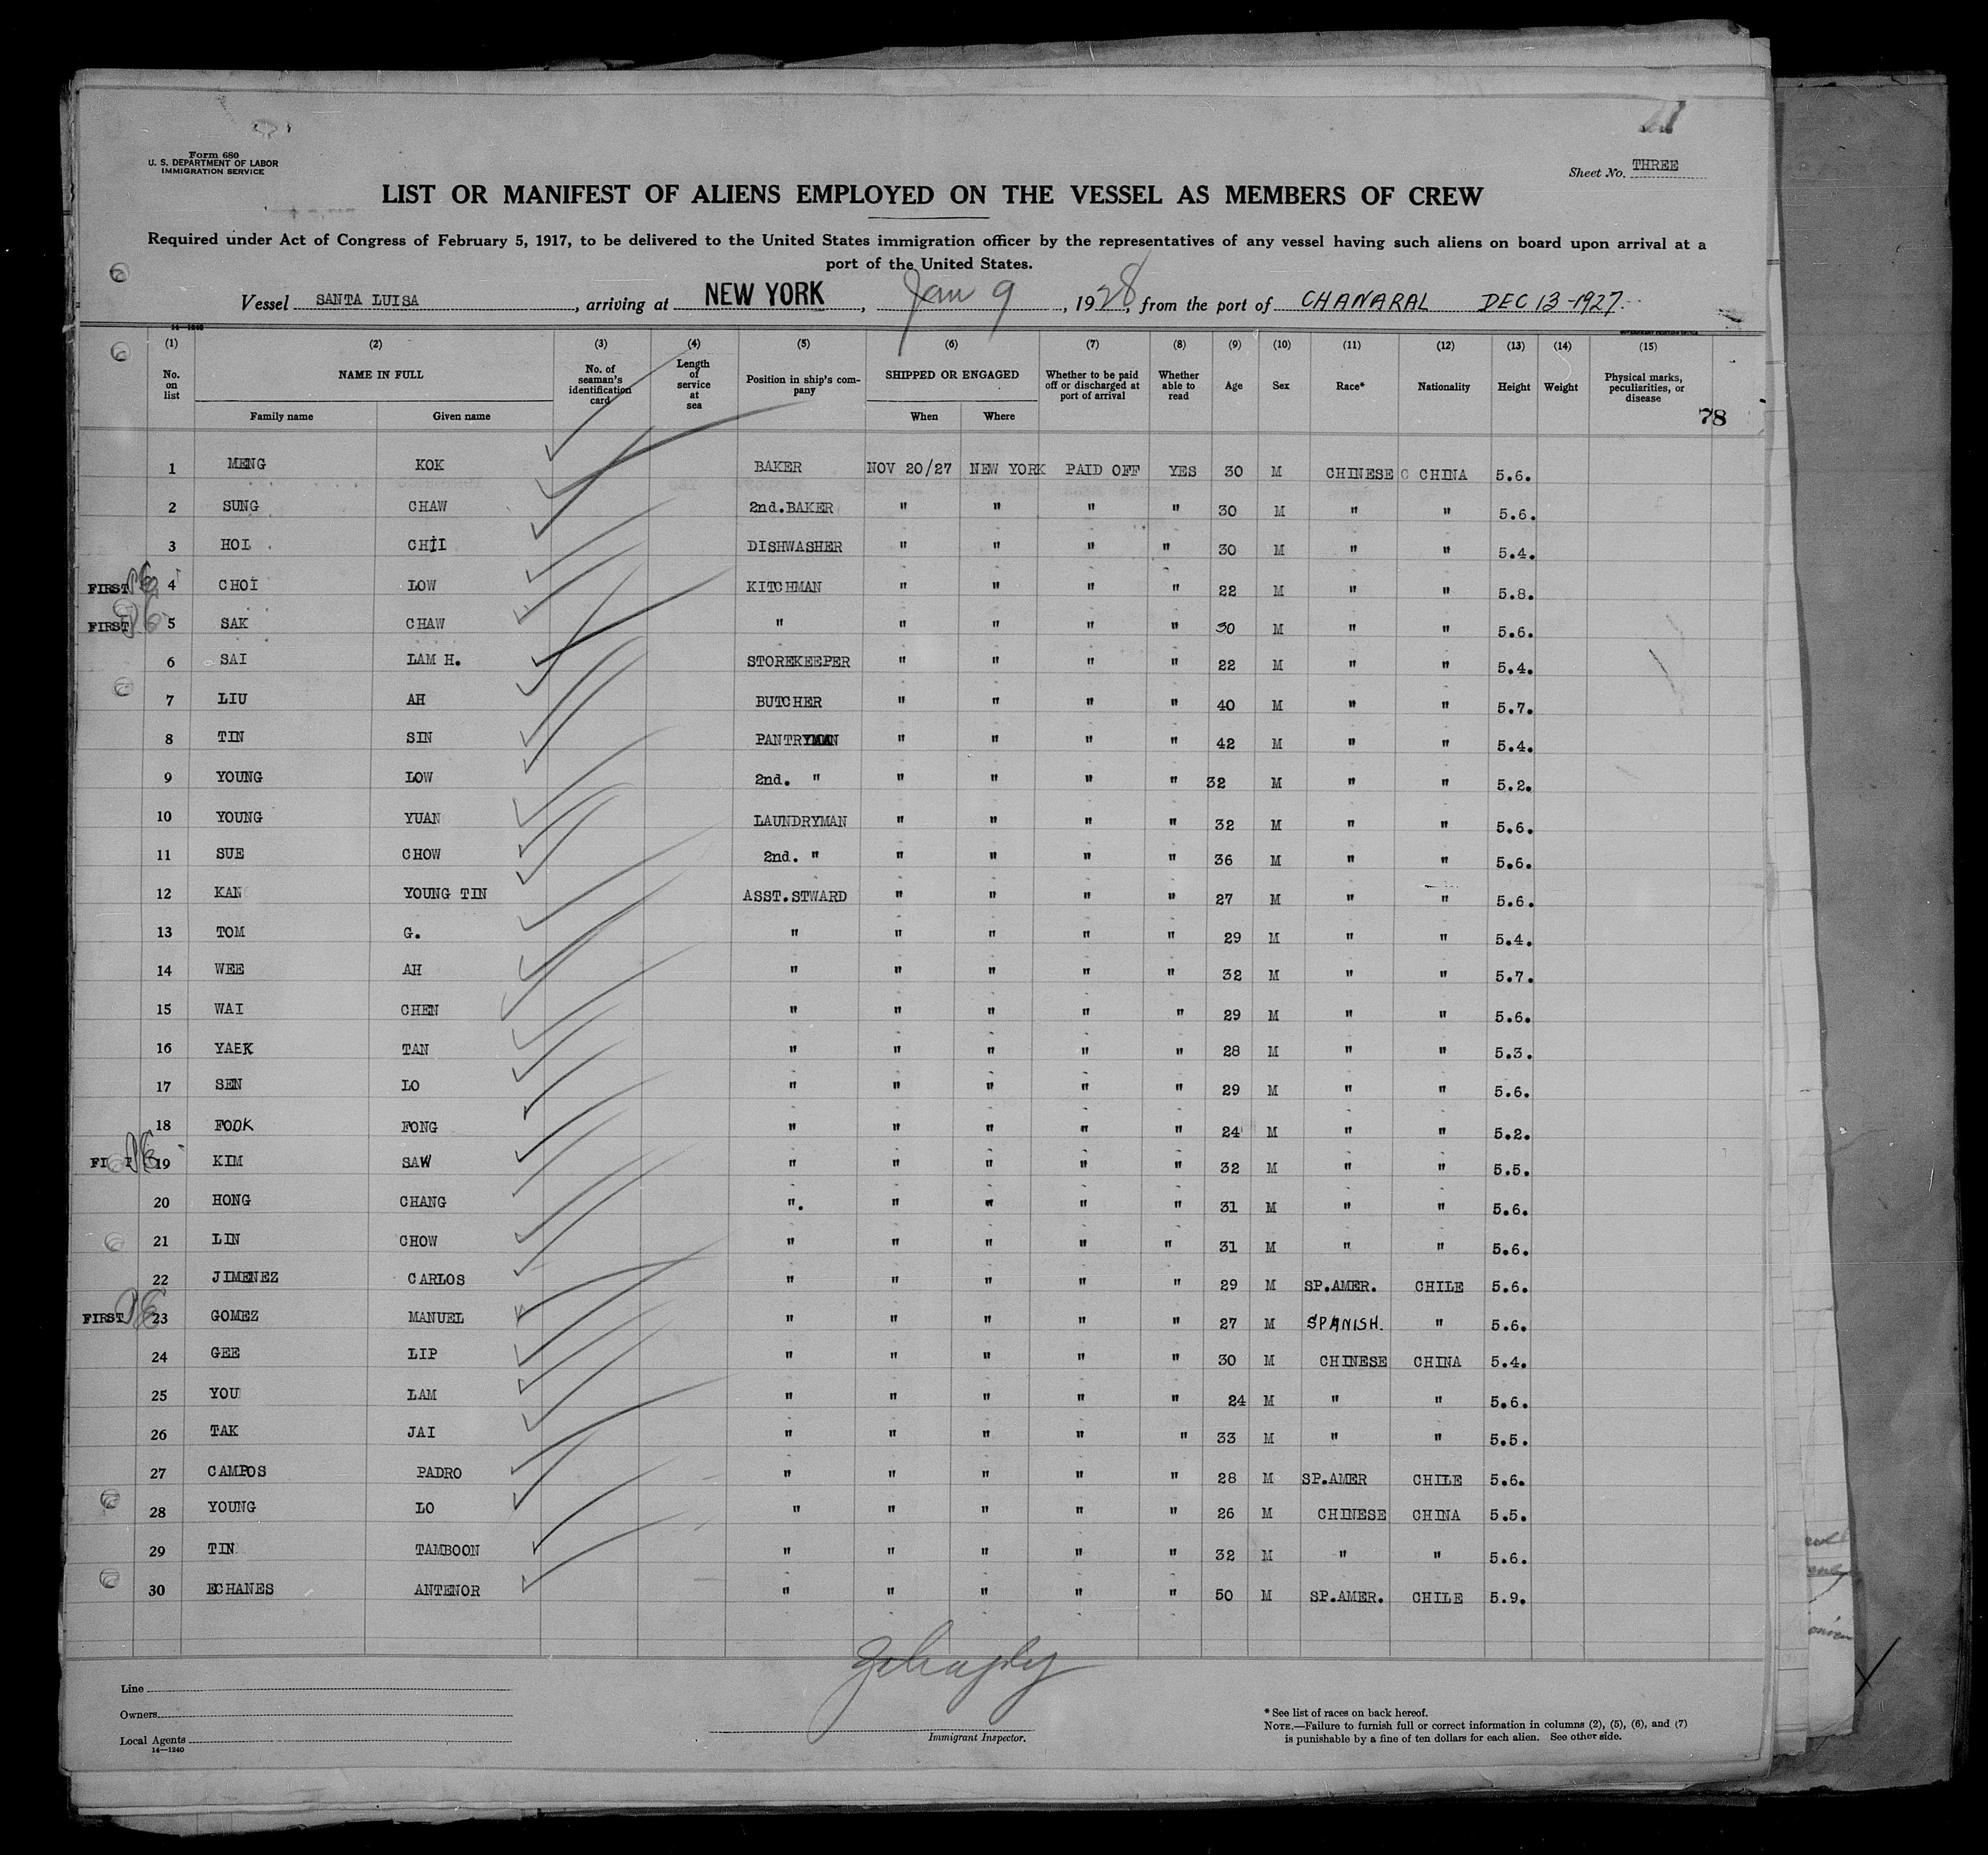 Form 680
U. S. DEPARTMENT OF LABOR
IMMIGRATION SERVICE
Sheet No. THREE
LIST OR MANIFEST OF ALIENS EMPLOYED ON THE VESSEL AS MEMBERS OF CREW
Required under Act of Congress of February 5, 1917, to be delivered to the United States immigration officer by the representatives of any vessel having such aliens on board upon arrival at a
port of the United States.
Vessel SANTA LUISA, arriving at NEW YORK, Jan 9, 1928, from the port of CHANARAL DEC 13-1927.
14—1240
(1) (2) (3) (4) (5) (6) (7) (8) (9) (10) (11) (12) (13) (14) (15)
No. on list NAME IN FULL Family name Given name No. of seaman's identification card Length of service at sea Position in ship's company SHIPPED OR ENGAGED When Where Whether to be paid off or discharged at port of arrival Whether able to read Age Sex Race* Nationality Height Weight Physical marks, peculiarities, or disease
78
1 MENG KOK BAKER NOV 20/27 NEW YORK PAID OFF YES 30 M CHINESE C CHINA 5.6.
2 SUNG CHAW 2nd.BAKER " " " " 30 M " " 5.6.
3 HOI CHII DISHWASHER " " " " 30 M " " 5.4.
FIRST 4 CHOI LOW KITCHMAN " " " " 22 M " " 5.8.
FIRST 5 SAK CHAW " " " " " 30 M " " 5.6.
6 SAI LAM H. STOREKEEPER " " " " 22 M " " 5.4.
7 LIU AH BUTCHER " " " " 40 M " " 5.7.
8 TIN SIN PANTRYMAN " " " " 42 M " " 5.4.
9 YOUNG LOW 2nd. " " " " " 32 M " " 5.2.
10 YOUNG YUAN LAUNDRYMAN " " " " 32 M " " 5.6.
11 SUE CHOW 2nd. " " " " " 36 M " " 5.6.
12 KAN YOUNG TIN ASST.STWARD " " " " 27 M " " 5.6.
13 TOM G. " " " " " 29 M " " 5.4.
14 WEE AH " " " " " 32 M " " 5.7.
15 WAI CHEN " " " " " 29 M " " 5.6.
16 YAEK TAN " " " " " 28 M " " 5.3.
17 SEN LO " " " " " 29 M " " 5.6.
18 FOOK FONG " " " " " 24 M " " 5.2.
19 KIM SAW " " " " " 32 M " " 5.5.
20 HONG CHANG ". " " " " 31 M " " 5.6.
21 LIN CHOW " " " " " 31 M " " 5.6.
22 JIMENEZ CARLOS " " " " " 29 M SP.AMER. CHILE 5.6.
FIRST 23 GOMEZ MANUEL " " " " " 27 M SPANISH. " 5.6.
24 GEE LIP " " " " " 30 M CHINESE CHINA 5.4.
25 YOU LAM " " " " " 24 M " " 5.6.
26 TAK JAI " " " " " 33 M " " 5.5.
27 CAMPOS PADRO " " " " " 28 M SP.AMER CHILE 5.6.
28 YOUNG LO " " " " " 26 M CHINESE CHINA 5.5.
29 TIN TAMBOON " " " " " 32 M " " 5.6.
30 ECHANES ANTENOR " " " " " 50 M SP.AMER. CHILE 5.9.
Line
Owners
Local Agents
14—1240
Immigrant Inspector.
* See list of races on back hereof.
NOTE.—Failure to furnish full or correct information in columns (2), (5), (6), and (7)
is punishable by a fine of ten dollars for each alien. See other side.